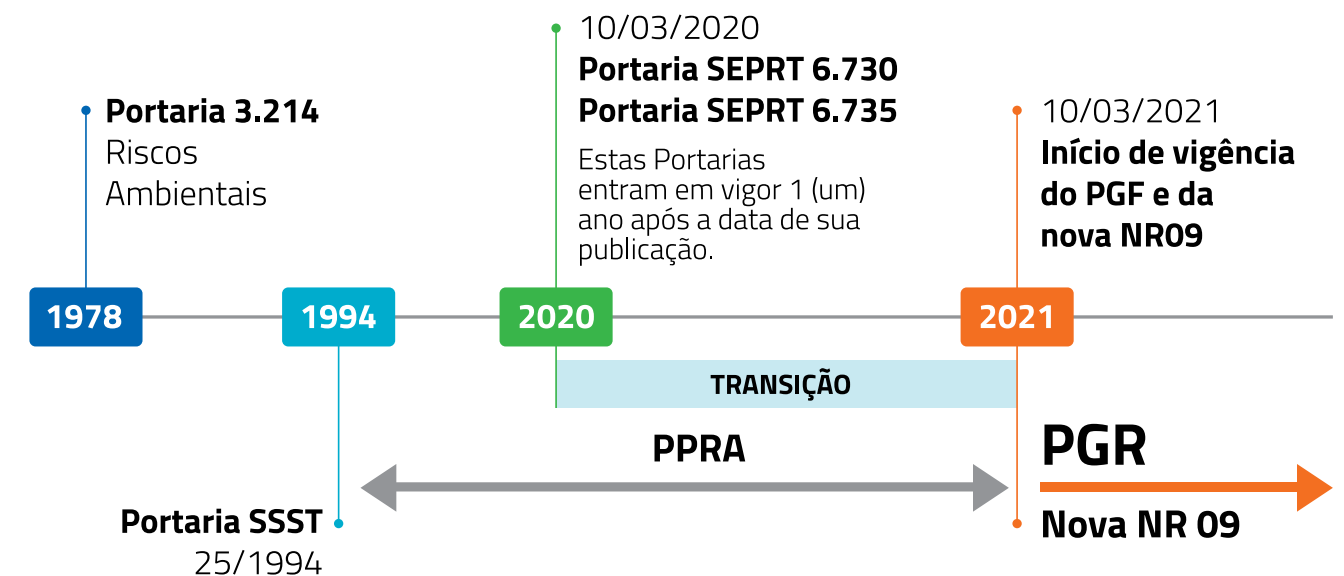 10/03/2020
Portaria SEPRT 6.730
Portaria SEPRT 6.735
Estas Portarias
entram em vigor 1 (um)
ano após a data de sua
publicação.
Portaria 3.214
Riscos
Ambientais
10/03/2021
Início de vigência
do PGF e da
nova NR09
1978
1994
2020
2021
TRANSIÇÃO
PPRA
PGR
Nova NR 09
Portaria SSST
25/1994